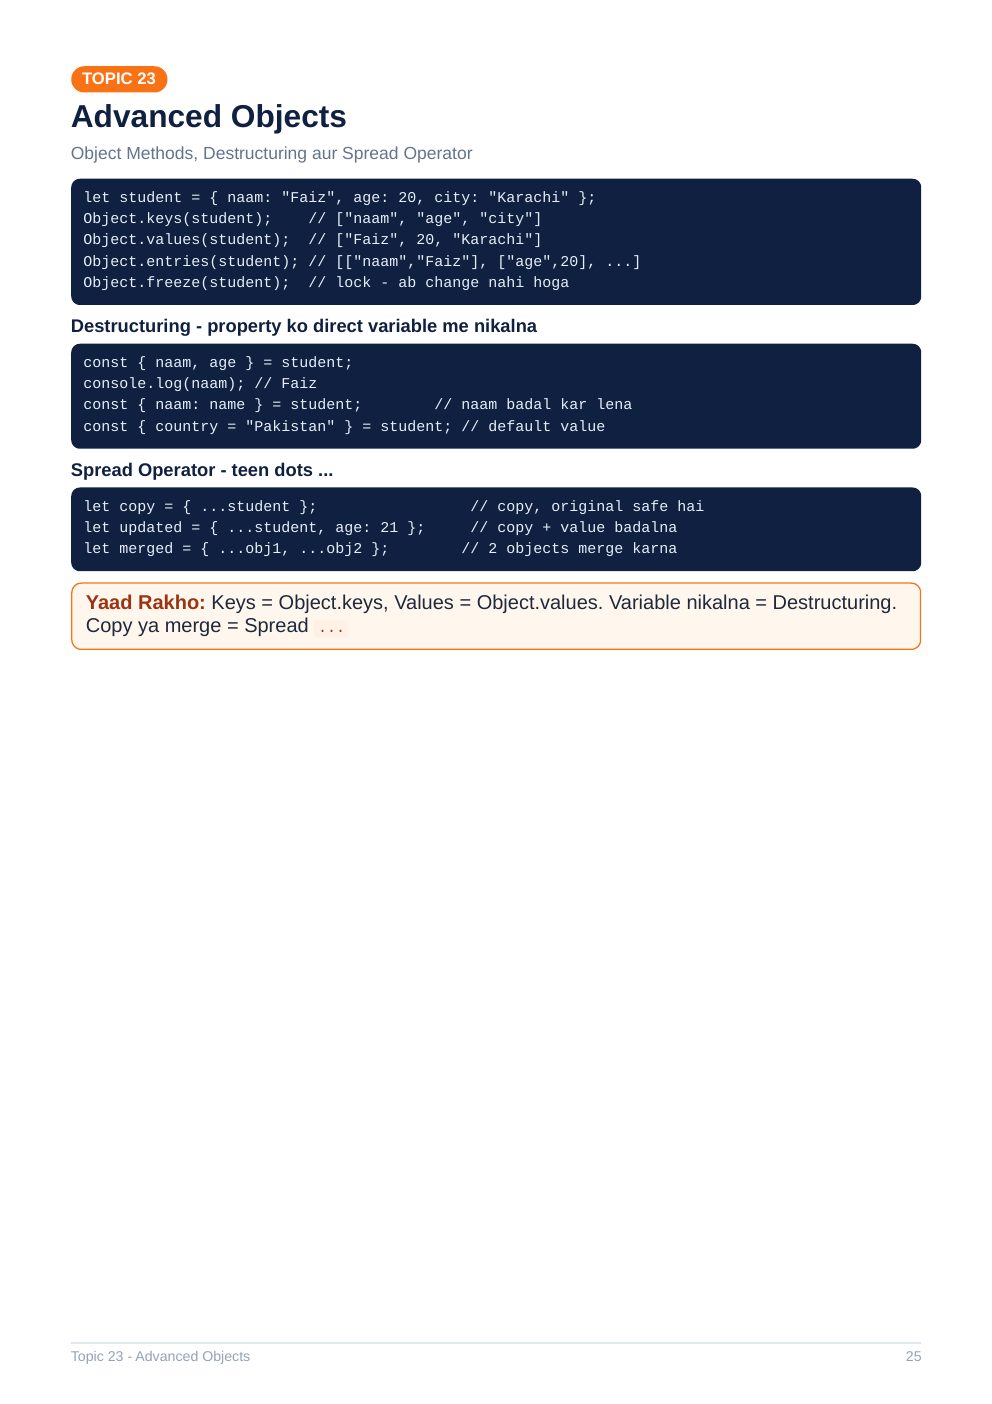 TOPIC 23
Advanced Objects
Object Methods, Destructuring aur Spread Operator
let student = { naam: "Faiz", age: 20, city: "Karachi" };
Object.keys(student);    // ["naam", "age", "city"]
Object.values(student);  // ["Faiz", 20, "Karachi"]
Object.entries(student); // [["naam","Faiz"], ["age",20], ...]
Object.freeze(student);  // lock - ab change nahi hoga
Destructuring - property ko direct variable me nikalna
const { naam, age } = student;
console.log(naam); // Faiz
const { naam: name } = student;        // naam badal kar lena
const { country = "Pakistan" } = student; // default value
Spread Operator - teen dots ...
let copy = { ...student };                 // copy, original safe hai
let updated = { ...student, age: 21 };     // copy + value badalna
let merged = { ...obj1, ...obj2 };        // 2 objects merge karna
Yaad Rakho: Keys = Object.keys, Values = Object.values. Variable nikalna = Destructuring.
Copy ya merge = Spread ...
Topic 23 - Advanced Objects
25